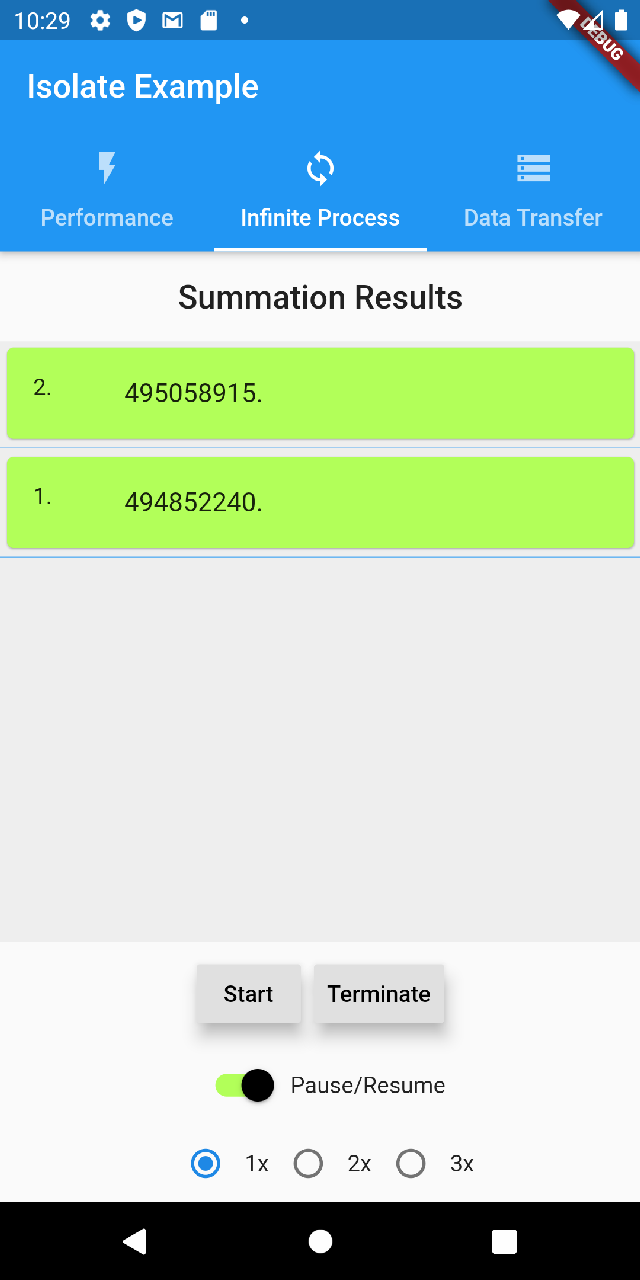 10:29
DEBUG
Isolate Example
Performance
Infinite Process
Data Transfer
Summation Results
2. 495058915.
1. 494852240.
Start Terminate
Pause/Resume
1x 2x 3x